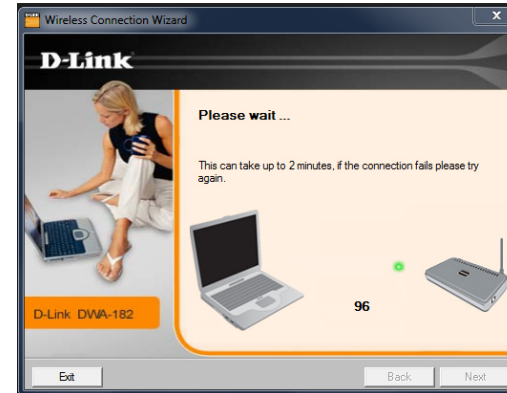 Wireless Connection Wizard
X
D-Link
Please wait ...
This can take up to 2 minutes, if the connection fails please try
again.
96
D-Link DWA-182
Exit
Back
Next